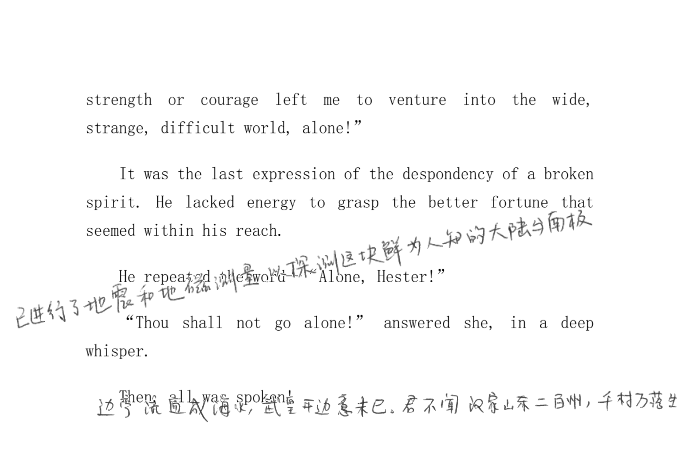 strength or courage left me to venture into the wide,
strange, difficult world, alone!”
It was the last expression of the despondency of a broken
spirit. He lacked energy to grasp the better fortune that
seemed within his reach.
已进行了地震和地磁测量以探测这块鲜为人知的大陆与南极
He repeated the word. “Alone, Hester!”
“Thou shall not go alone!” answered she, in a deep
whisper.
Then, all was spoken!
边亭流血成海水，武皇开边意未已。君不闻汉家山东二百州，千村万落生